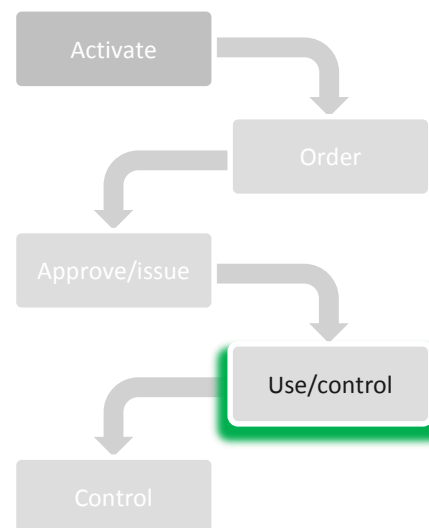 Activate
Order
Approve/issue
Use/control
Control